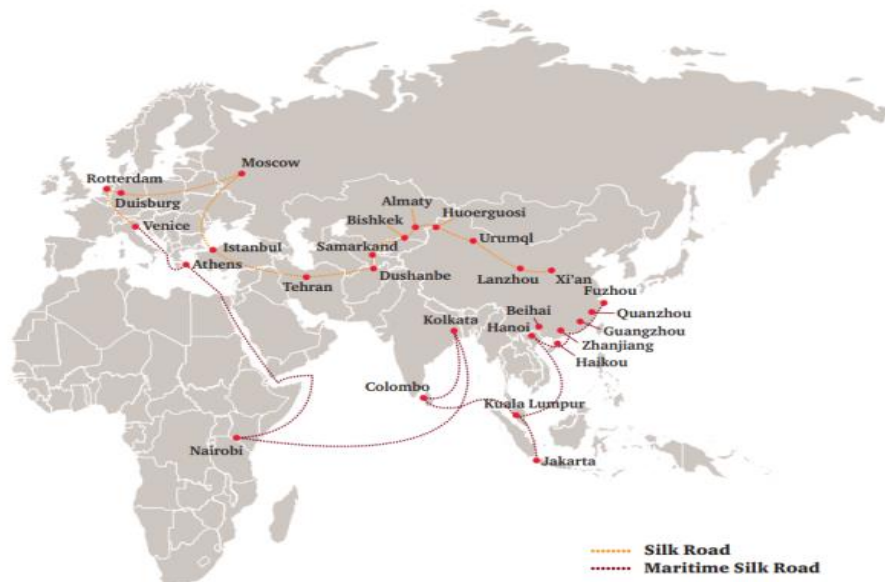 Moscow
Rotterdam
Duisburg
Venice
Almaty
Huoerguosi
Bishkek
Urumql
Istanbul
Samarkand
Athens
Tehran
Dushanbe
Lanzhou
Xi'an
Fuzhou
Beihai
Quanzhou
Kolkata
Hanoi
Guangzhou
Zhanjiang
Haikou
Colombo
Kuala Lumpur
Nairobi
Jakarta
Silk Road
Maritime Silk Road